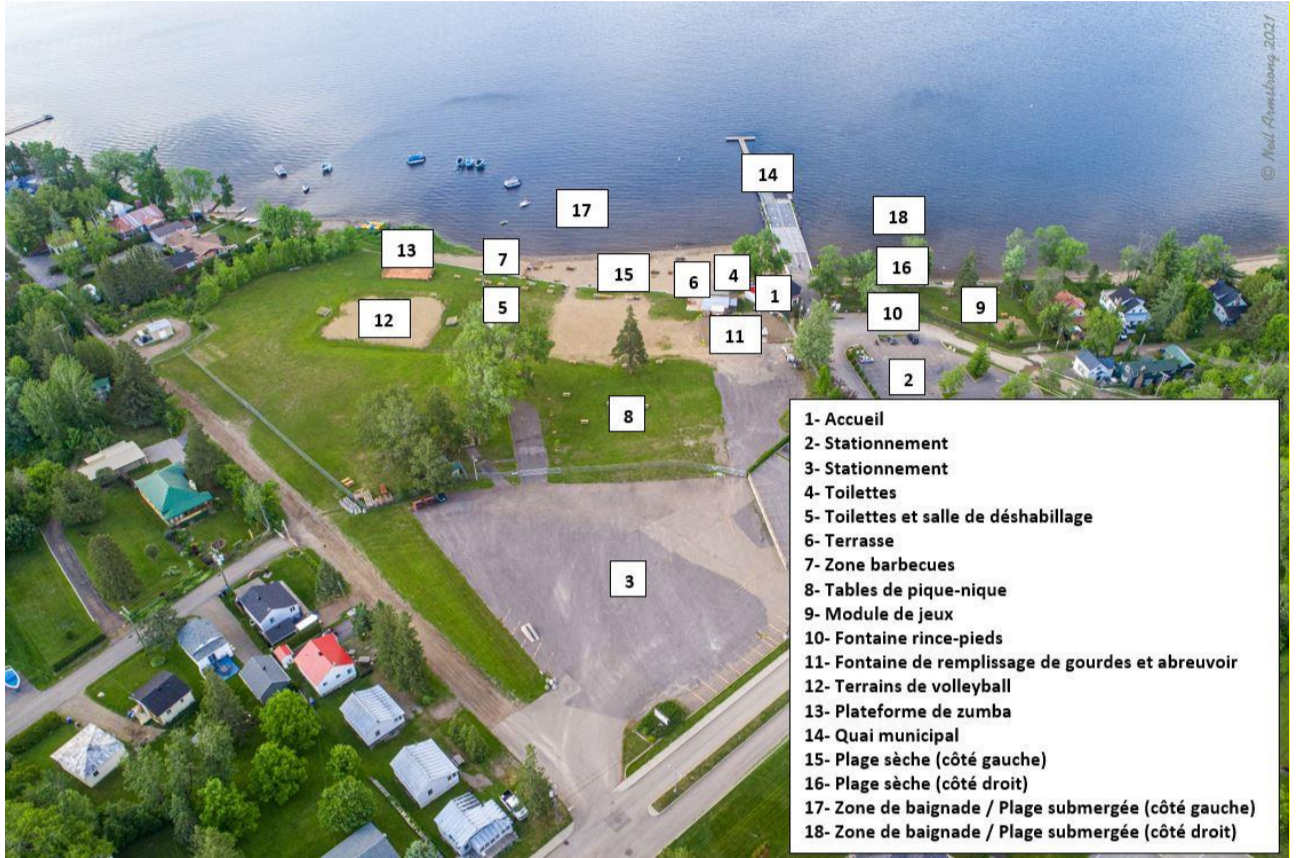 © Neil Armstrong 2021
14
17
18
13
7
15
6
4
16
1
5
12
11
10
9
2
8
3
1- Accueil
2- Stationnement
3- Stationnement
4- Toilettes
5- Toilettes et salle de déshabillage
6- Terrasse
7- Zone barbecues
8- Tables de pique-nique
9- Module de jeux
10- Fontaine rince-pieds
11- Fontaine de remplissage de gourdes et abreuvoir
12- Terrains de volleyball
13- Plateforme de zumba
14- Quai municipal
15- Plage sèche (côté gauche)
16- Plage sèche (côté droit)
17- Zone de baignade / Plage submergée (côté gauche)
18- Zone de baignade / Plage submergée (côté droit)